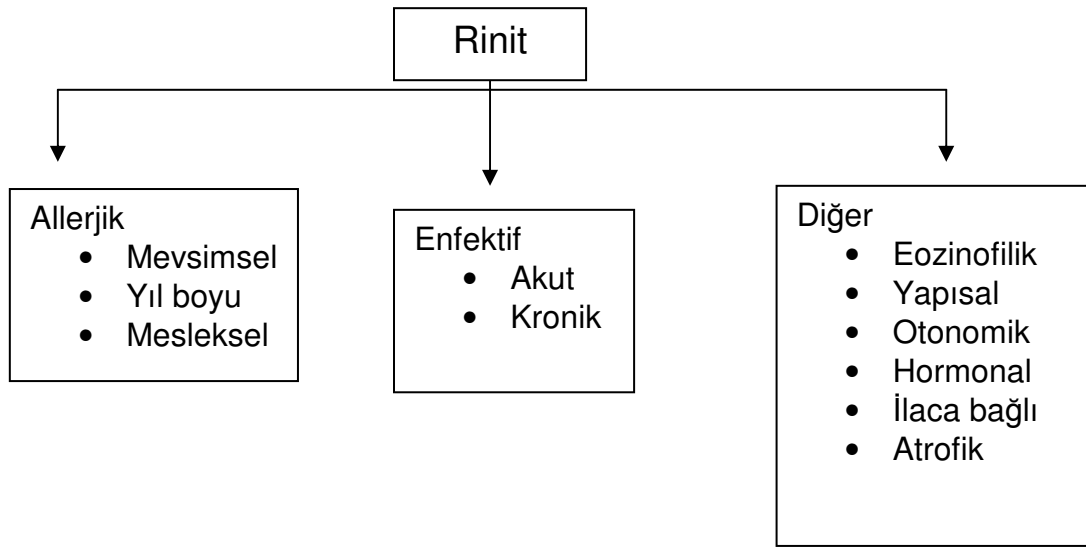 Rinit
Allerjik
• Mevsimsel
• Yıl boyu
• Mesleksel
Enfektif
• Akut
• Kronik
Diğer
• Eozinofilik
• Yapısal
• Otonomik
• Hormonal
• İlaca bağlı
• Atrofik